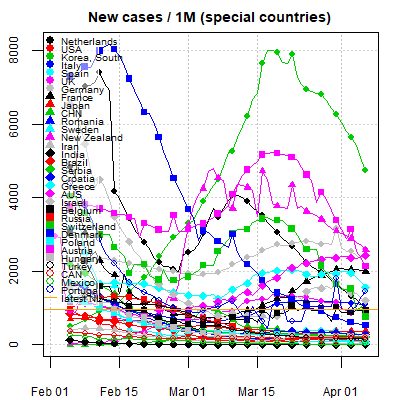 New cases / 1M (special countries)
8000
6000
4000
2000
0
Netherlands
USA
Korea, South
Italy
Spain
UK
Germany
France
Japan
CHN
Romania
Sweden
New Zealand
Iran
India
Brazil
Serbia
Croatia
Greece
AUS
Israel
Belgium
Russia
Switzerland
Denmark
Poland
Austria
Hungary
Turkey
CAN
Mexico
Portugal
latest NL
Feb 01
Feb 15
Mar 01
Mar 15
Apr 01